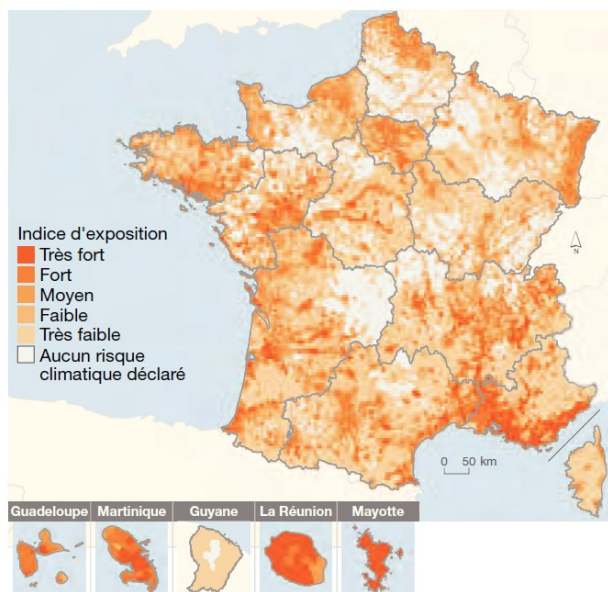 Indice d'exposition
Très fort
Fort
Moyen
Faible
Très faible
Aucun risque
climatique déclaré
N
0 50 km
Guadeloupe Martinique Guyane La Réunion Mayotte